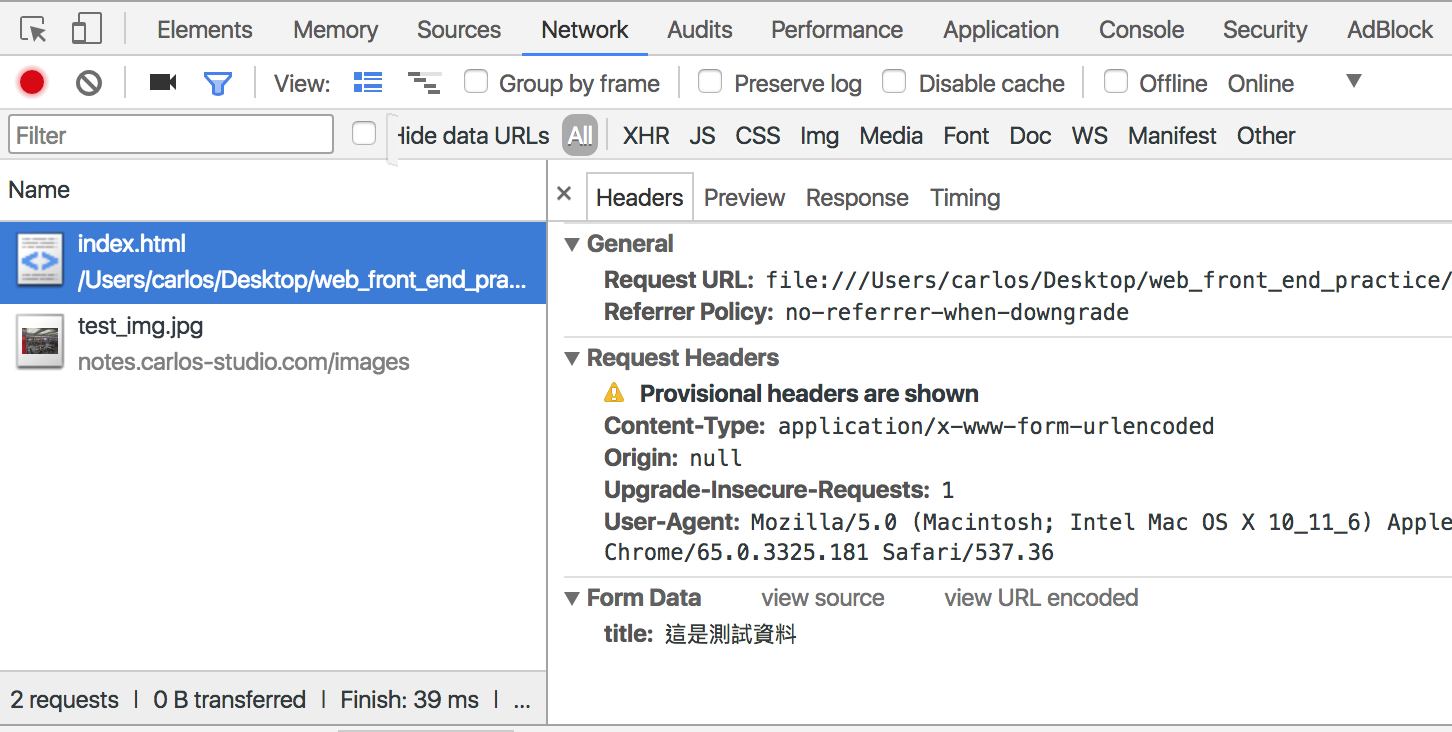 Elements Memory Sources Network Audits Performance Application Console Security AdBlock
View: Group by frame Preserve log Disable cache Offline Online
Filter Hide data URLs All XHR JS CSS Img Media Font Doc WS Manifest Other
Name
index.html
/Users/carlos/Desktop/web_front_end_pra...
test_img.jpg
notes.carlos-studio.com/images
2 requests | 0 B transferred | Finish: 39 ms | ...
× Headers Preview Response Timing
▼ General
Request URL: file:///Users/carlos/Desktop/web_front_end_practice/
Referrer Policy: no-referrer-when-downgrade
▼ Request Headers
Provisional headers are shown
Content-Type: application/x-www-form-urlencoded
Origin: null
Upgrade-Insecure-Requests: 1
User-Agent: Mozilla/5.0 (Macintosh; Intel Mac OS X 10_11_6) Apple
Chrome/65.0.3325.181 Safari/537.36
▼ Form Data view source view URL encoded
title: 這是測試資料